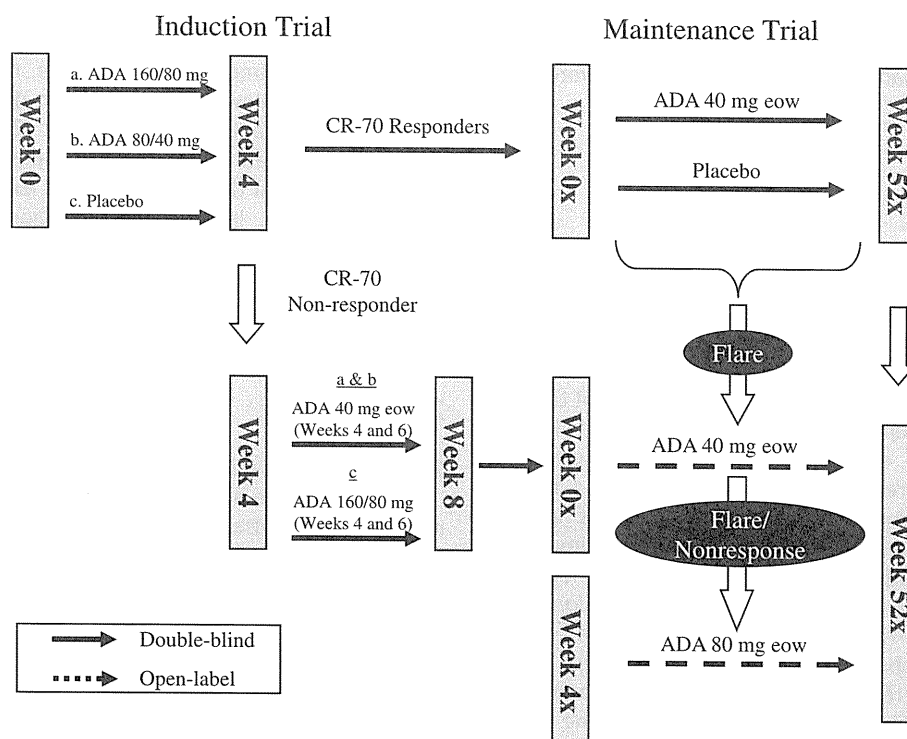 Induction Trial
Maintenance Trial
Week 0
a. ADA 160/80 mg
b. ADA 80/40 mg
c. Placebo
Week 4
CR-70 Responders
Week 0x
ADA 40 mg eow
Placebo
Week 52x
CR-70
Non-responder
Flare
Week 4
a & b
ADA 40 mg eow
(Weeks 4 and 6)
c
ADA 160/80 mg
(Weeks 4 and 6)
Week 8
Week 0x
ADA 40 mg eow
Flare/
Nonresponse
Week 52x
Week 4x
ADA 80 mg eow
Double-blind
Open-label